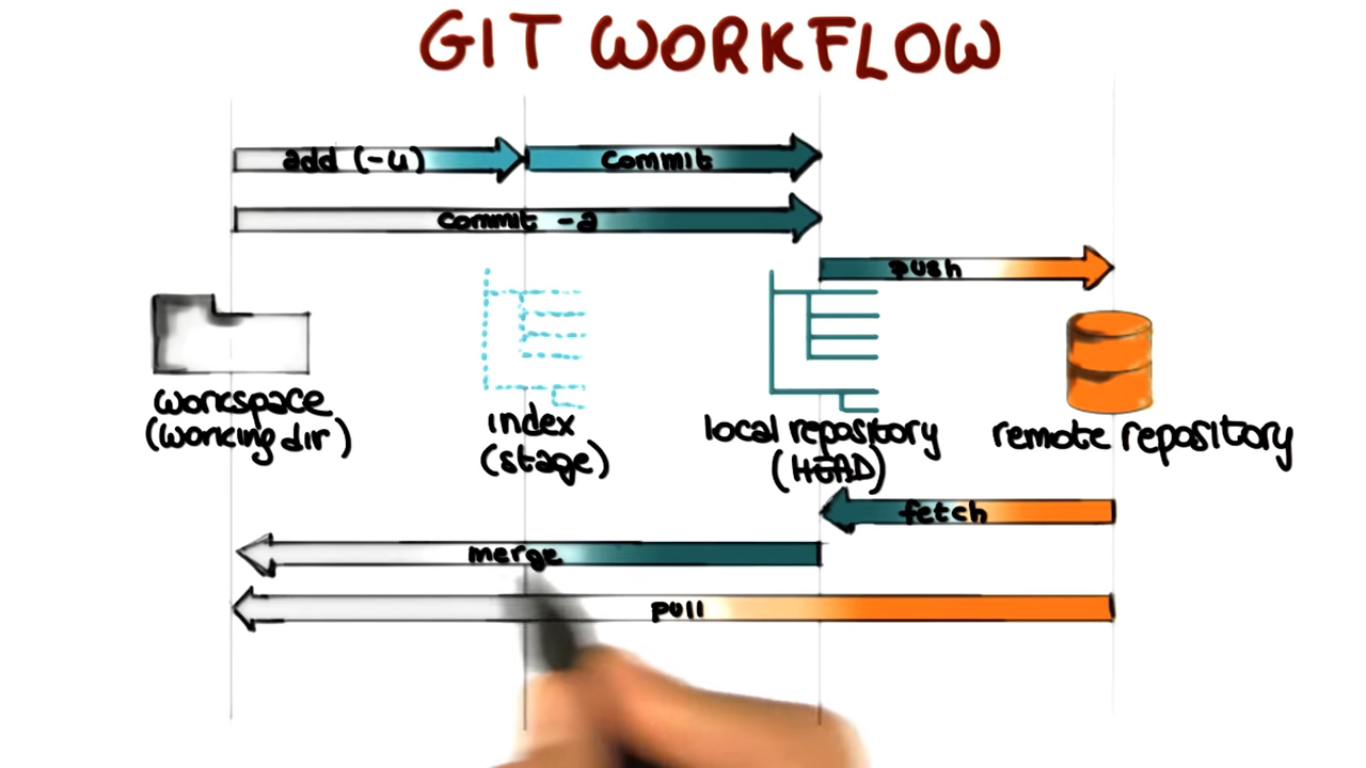 GIT WORKFLOW
add (-u)
commit
commit -a
push
workspace
(working dir)
index
(stage)
local repository
(HEAD)
remote repository
fetch
merge
pull